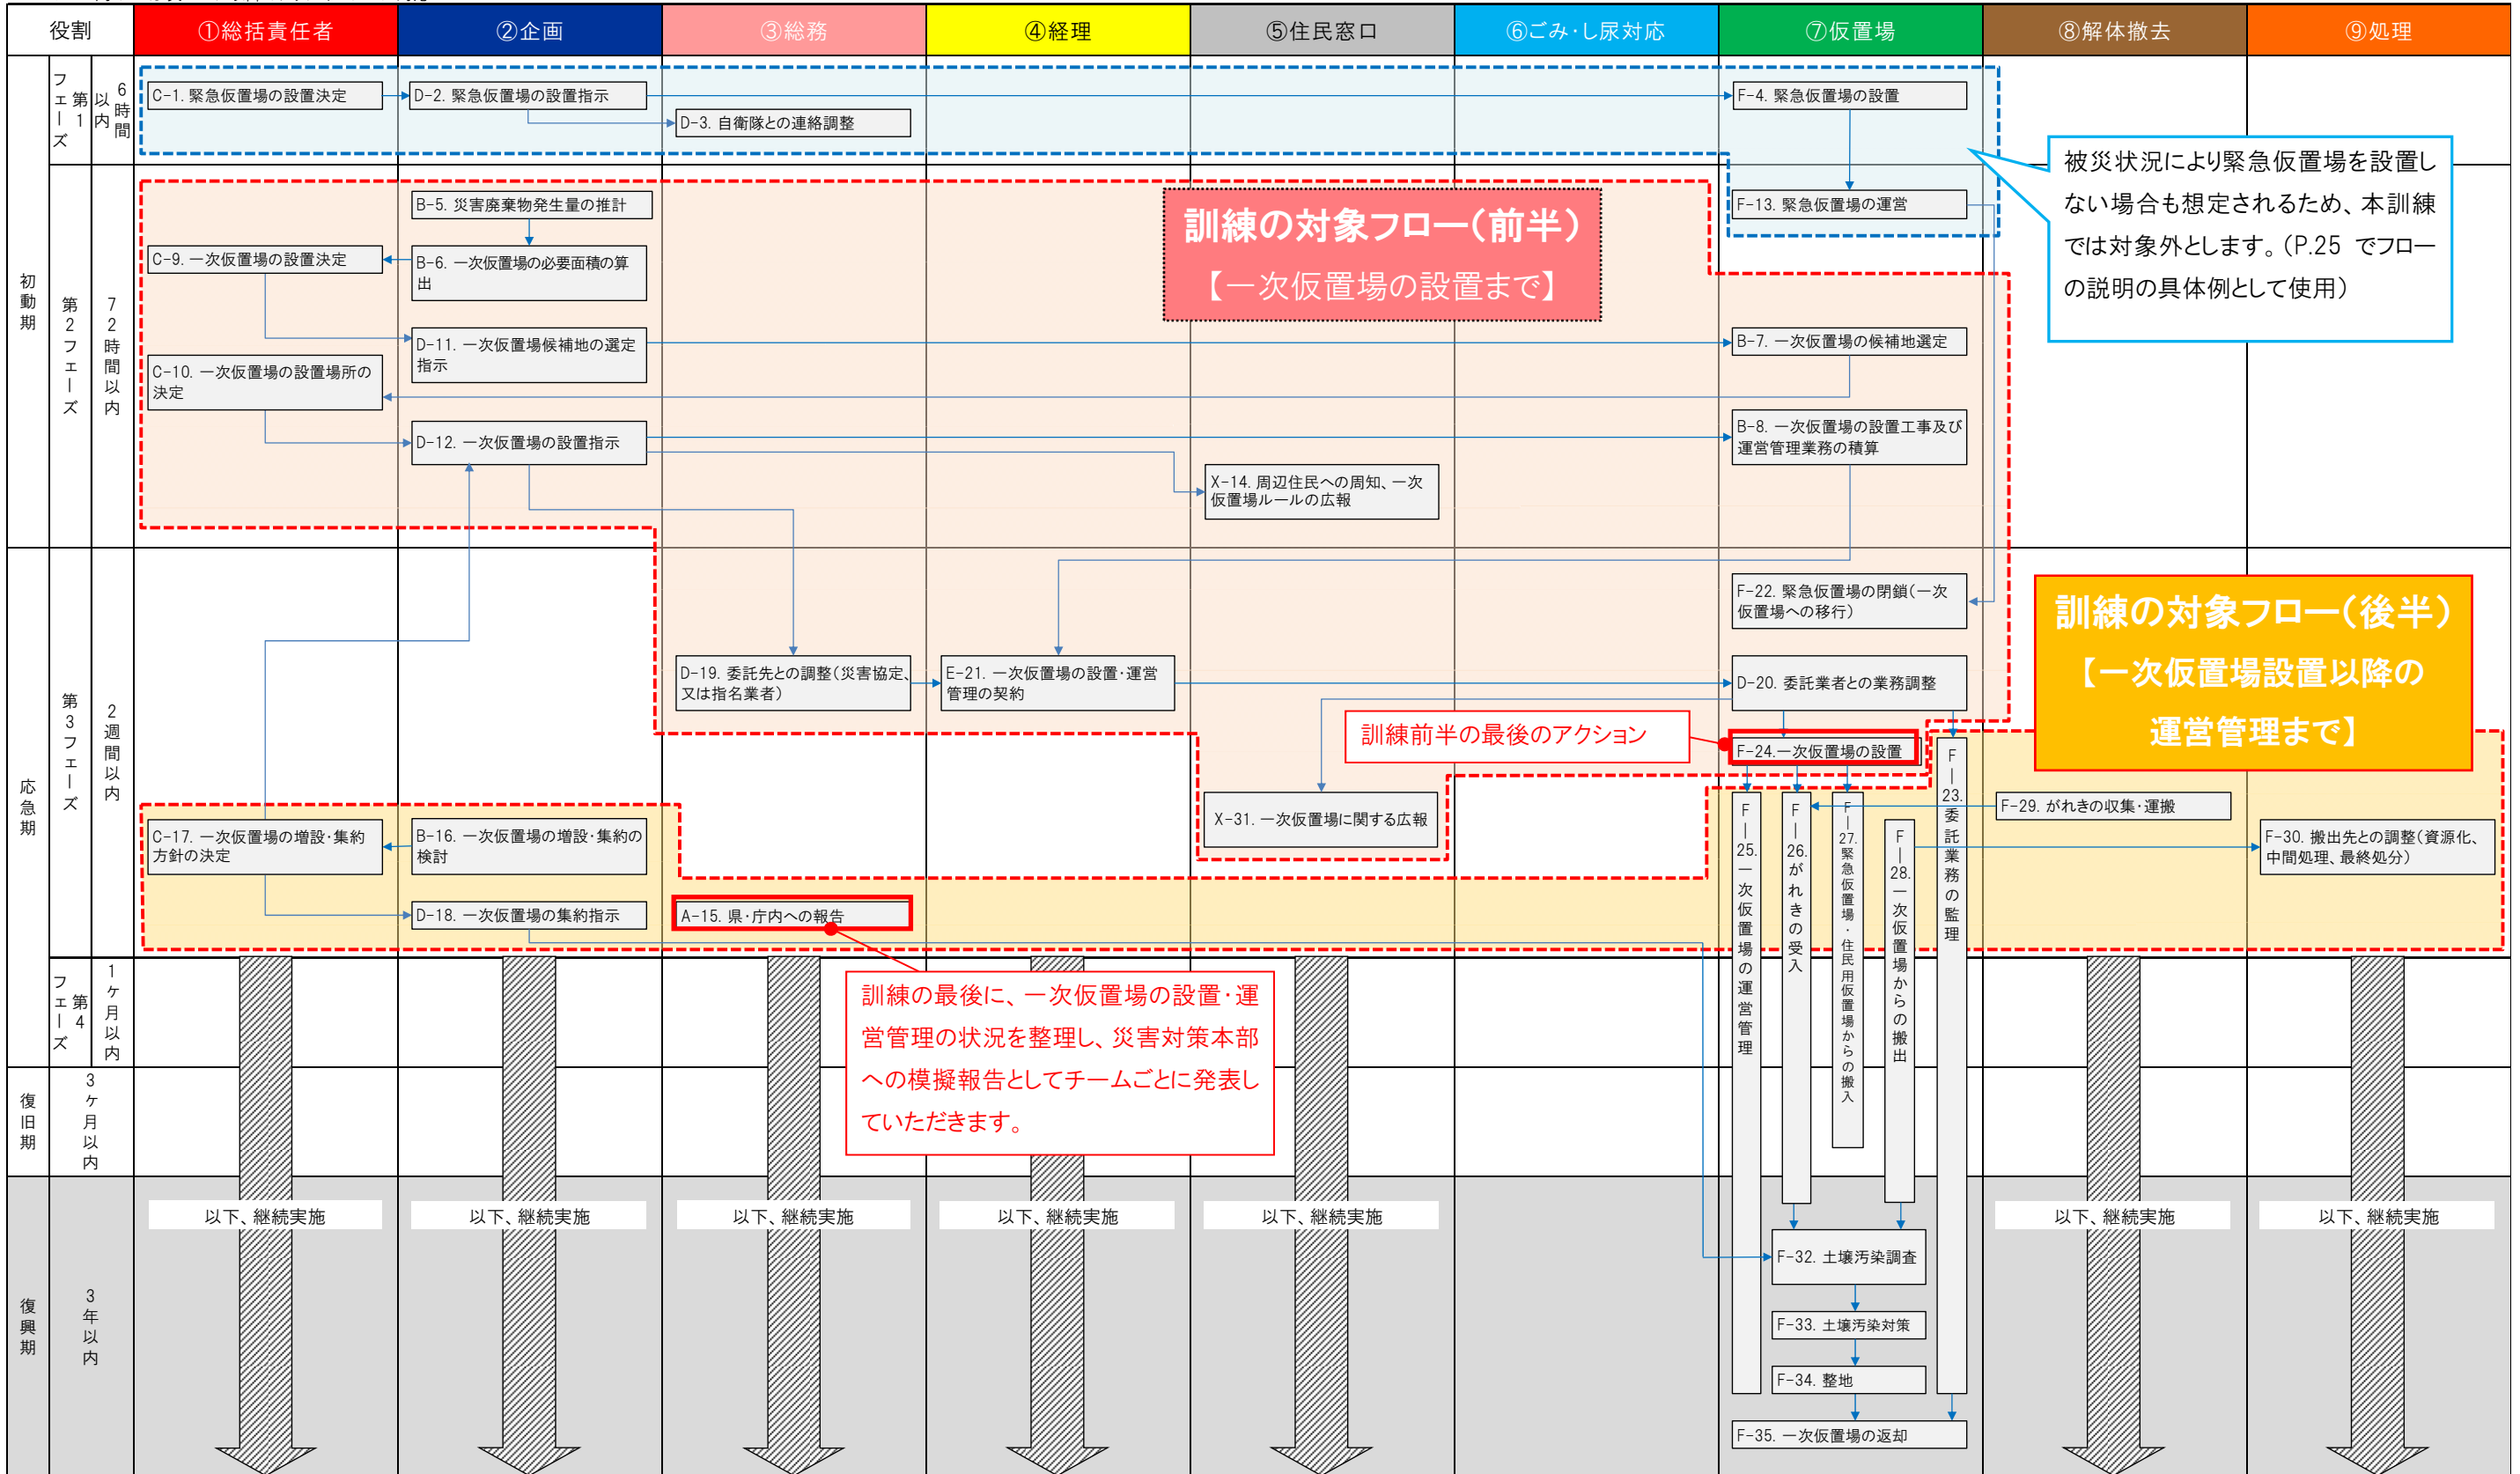 役割
①総括責任者
②企画
③総務
④経理
⑤住民窓口
⑥ごみ・し尿対応
⑦仮置場
⑧解体撤去
⑨処理
初動期
第1フェーズ
6時間以内
C-1. 緊急仮置場の設置決定
D-2. 緊急仮置場の設置指示
D-3. 自衛隊との連絡調整
F-4. 緊急仮置場の設置
被災状況により緊急仮置場を設置し
ない場合も想定されるため、本訓練
では対象外とします。(P.25 でフロー
の説明の具体例として使用)
第2フェーズ
72時間以内
訓練の対象フロー(前半)
【一次仮置場の設置まで】
B-5. 災害廃棄物発生量の推計
F-13. 緊急仮置場の運営
C-9. 一次仮置場の設置決定
B-6. 一次仮置場の必要面積の算
出
D-11. 一次仮置場候補地の選定
指示
B-7. 一次仮置場の候補地選定
C-10. 一次仮置場の設置場所の
決定
D-12. 一次仮置場の設置指示
B-8. 一次仮置場の設置工事及び
運営管理業務の積算
X-14. 周辺住民への周知、一次
仮置場ルールの広報
応急期
第3フェーズ
2週間以内
F-22. 緊急仮置場の閉鎖(一次
仮置場への移行)
訓練の対象フロー(後半)
【一次仮置場設置以降の
運営管理まで】
D-19. 委託先との調整(災害協定、
又は指名業者)
E-21. 一次仮置場の設置・運営
管理の契約
D-20. 委託業者との業務調整
訓練前半の最後のアクション
F-24.一次仮置場の設置
F-23.委託業務の監理
F-25.一次仮置場の運営管理
F-26.がれきの受入
F-27.緊急仮置場・住民用仮置場からの搬入
F-28.一次仮置場からの搬出
F-29. がれきの収集・運搬
F-30. 搬出先との調整(資源化、
中間処理、最終処分)
X-31. 一次仮置場に関する広報
C-17. 一次仮置場の増設・集約
方針の決定
B-16. 一次仮置場の増設・集約の
検討
D-18. 一次仮置場の集約指示
A-15. 県・庁内への報告
第4フェーズ
1ヶ月以内
訓練の最後に、一次仮置場の設置・運
営管理の状況を整理し、災害対策本部
への模擬報告としてチームごとに発表し
ていただきます。
復旧期
3ヶ月以内
復興期
3年以内
以下、継続実施
以下、継続実施
以下、継続実施
以下、継続実施
以下、継続実施
以下、継続実施
以下、継続実施
F-32. 土壌汚染調査
F-33. 土壌汚染対策
F-34. 整地
F-35. 一次仮置場の返却